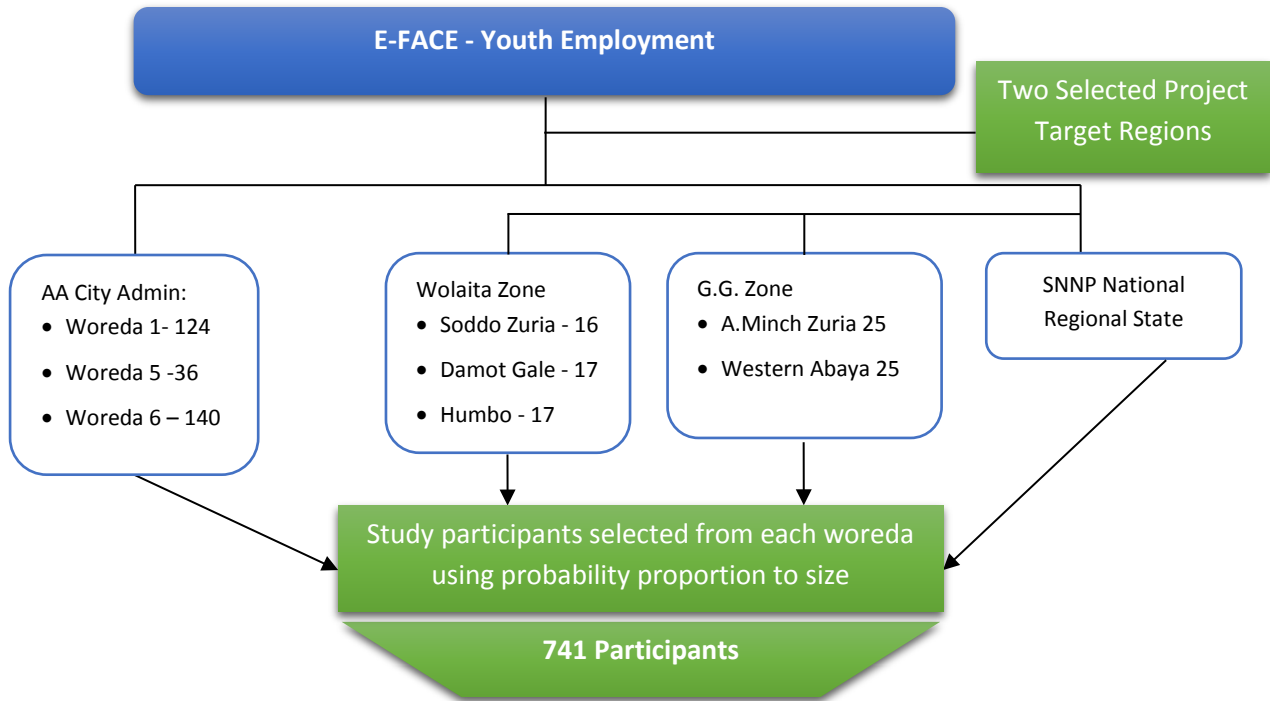 E-FACE - Youth Employment
Two Selected Project
Target Regions
AA City Admin:
• Woreda 1- 124
• Woreda 5 -36
• Woreda 6 – 140
Wolaita Zone
• Soddo Zuria - 16
• Damot Gale - 17
• Humbo - 17
G.G. Zone
• A.Minch Zuria 25
• Western Abaya 25
SNNP National
Regional State
Study participants selected from each woreda
using probability proportion to size
741 Participants